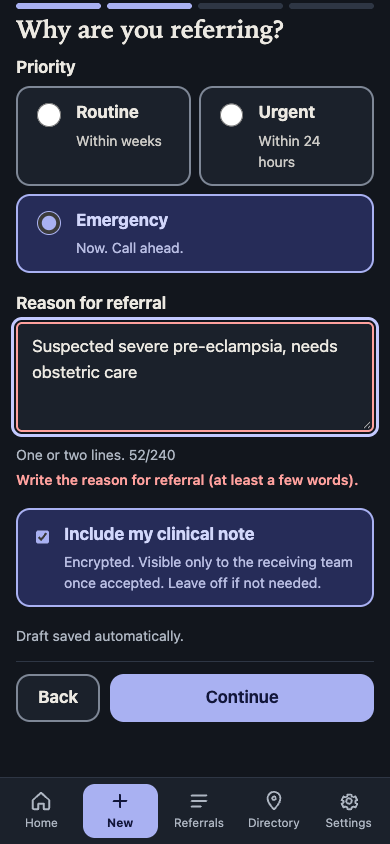 Why are you referring?
Priority
Routine
Within weeks
Urgent
Within 24
hours
Emergency
Now. Call ahead.
Reason for referral
Suspected severe pre-eclampsia, needs
obstetric care
One or two lines. 52/240
Write the reason for referral (at least a few words).
Include my clinical note
Encrypted. Visible only to the receiving team
once accepted. Leave off if not needed.
Draft saved automatically.
Back
Continue
Home
New
Referrals
Directory
Settings